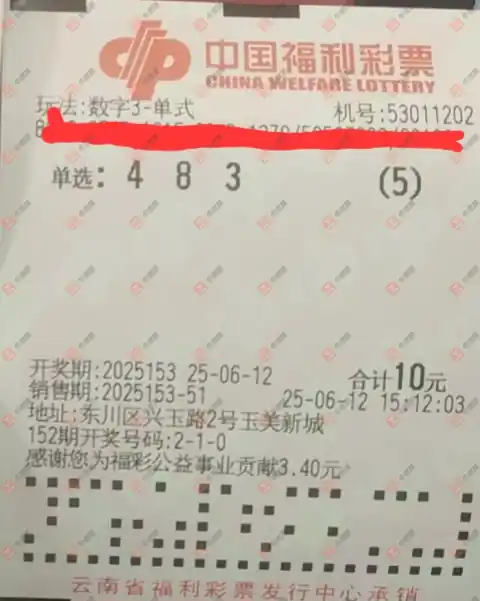 中国福利彩票
CHINA WELFARE LOTTERY
玩法:数字3-单式 机号:53011202
单选: 4 8 3 (5)
开奖期:2025153 25-06-12 合计10元
销售期:2025153-51 25-06-12 15:12:03
地址:东川区兴玉路2号玉美新城
152期开奖号码:2-1-0
感谢您为福彩公益事业贡献3.40元
云南省福利彩票发行中心承销